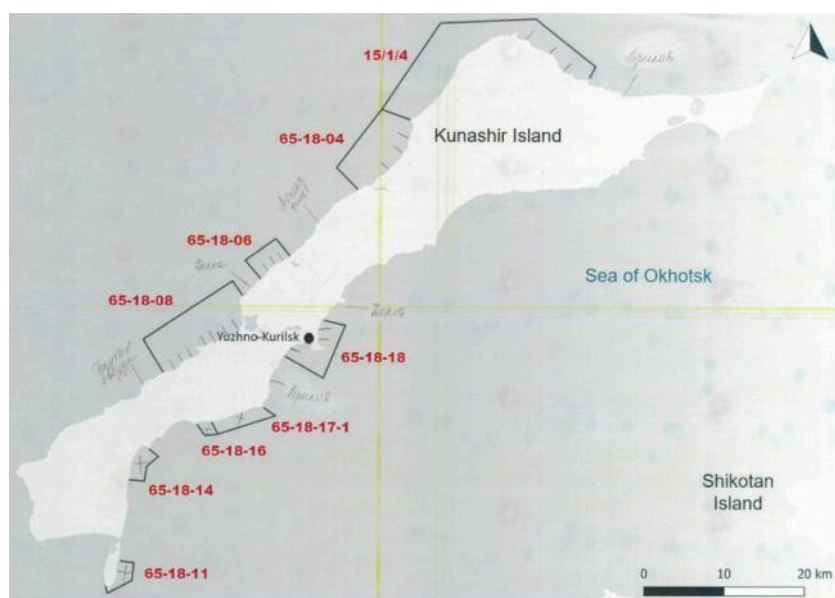 15/1/4
Kunashir Island
65-18-04
65-18-06
Sea of Okhotsk
65-18-08
Yuzhno-Kurilsk
65-18-18
65-18-17-1
65-18-16
Shikotan
Island
65-18-14
65-18-11
0 10 20 km